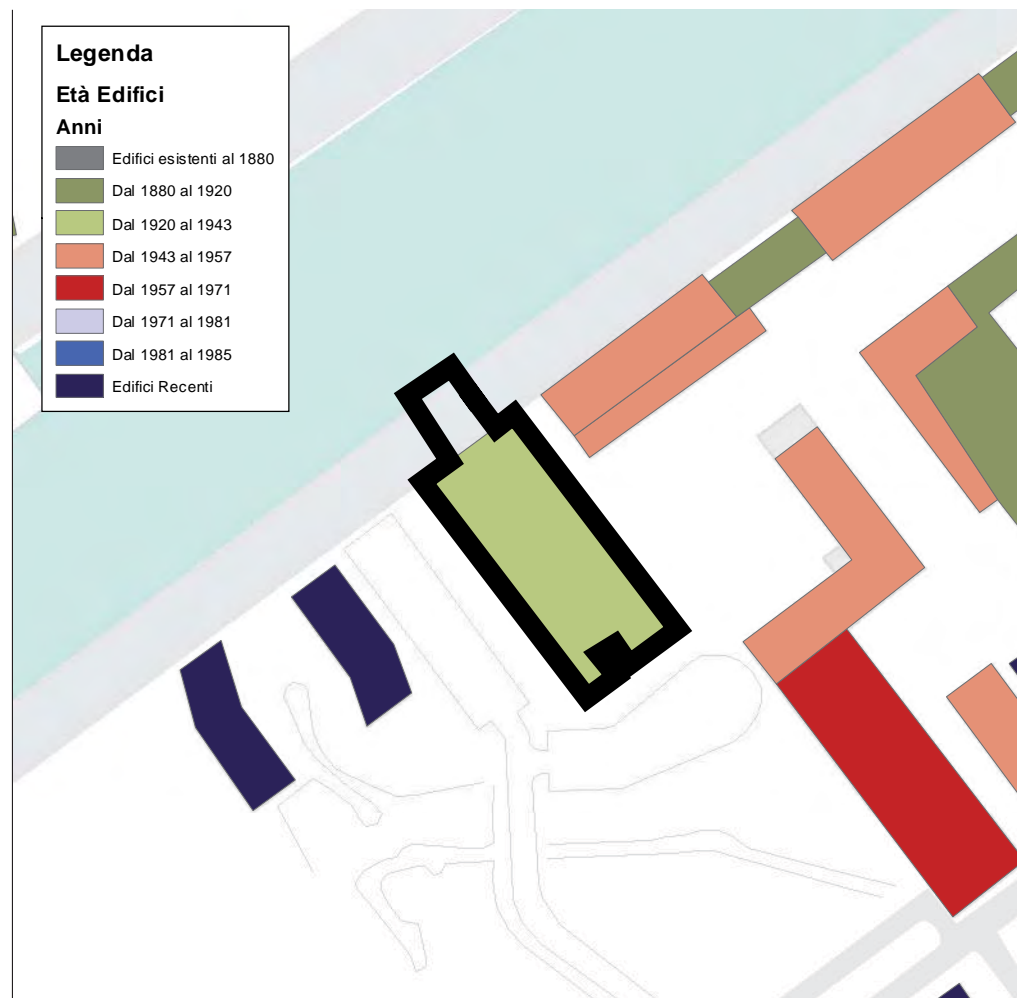 Legenda
Età Edifici
Anni
Edifici esistenti al 1880
Dal 1880 al 1920
Dal 1920 al 1943
Dal 1943 al 1957
Dal 1957 al 1971
Dal 1971 al 1981
Dal 1981 al 1985
Edifici Recenti